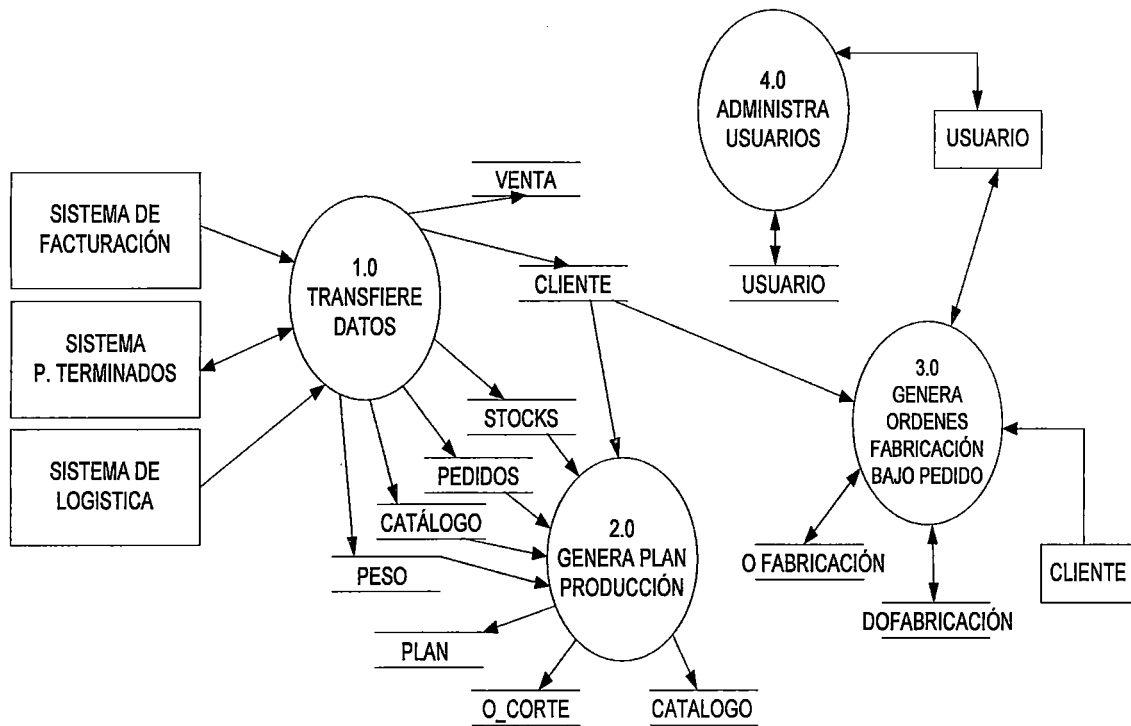 4.0
ADMINISTRA
USUARIOS
USUARIO
VENTA
SISTEMA DE
FACTURACIÓN
1.0
TRANSFIERE
DATOS
CLIENTE
USUARIO
SISTEMA
P. TERMINADOS
3.0
GENERA
ORDENES
FABRICACIÓN
BAJO PEDIDO
STOCKS
SISTEMA DE
LOGISTICA
PEDIDOS
CATÁLOGO
2.0
GENERA PLAN
PRODUCCIÓN
PESO
O FABRICACIÓN
CLIENTE
DOFABRICACIÓN
PLAN
O_CORTE
CATALOGO